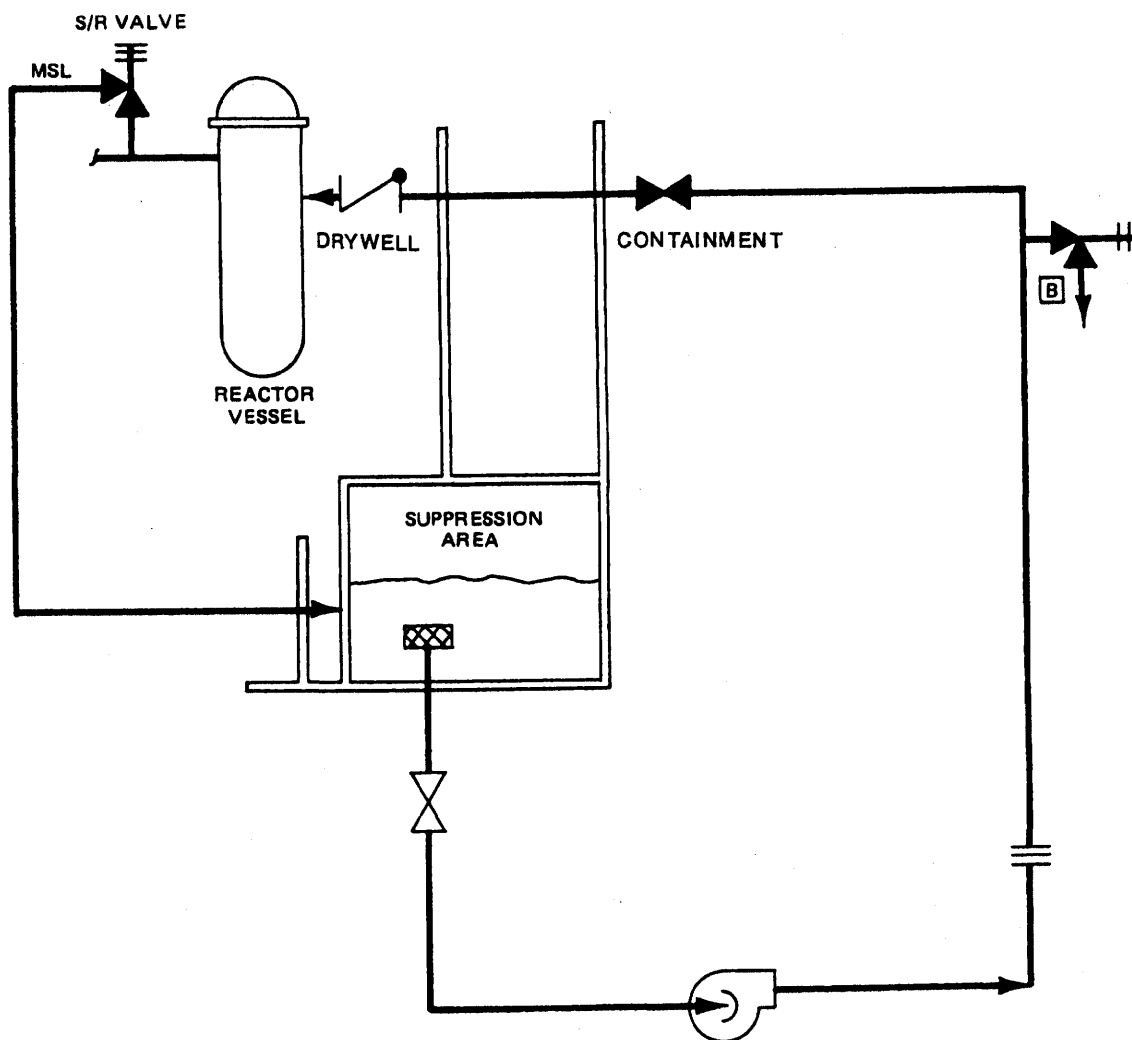 S/R VALVE
MSL
DRYWELL
CONTAINMENT
B
REACTOR
VESSEL
SUPPRESSION
AREA